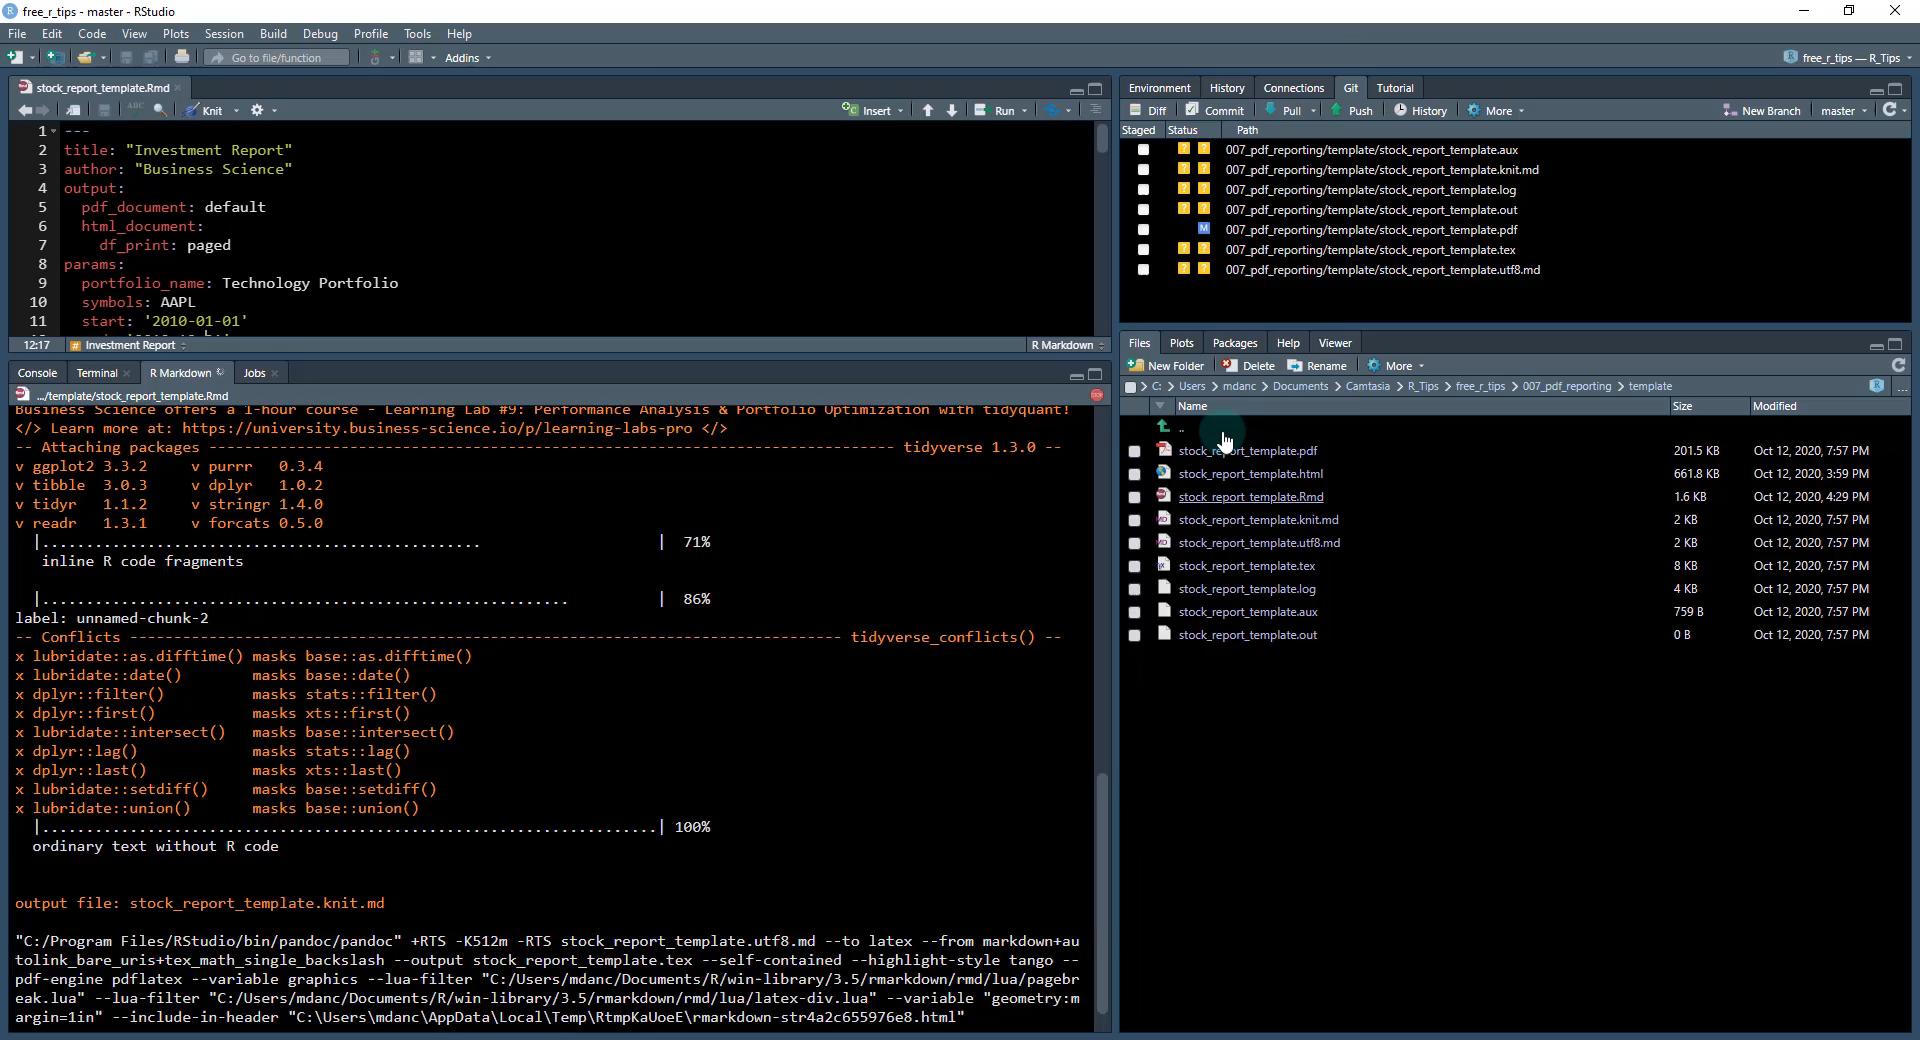 free_r_tips - master - RStudio
File Edit Code View Plots Session Build Debug Profile Tools Help
Go to file/function Addins free_r_tips — R_Tips
stock_report_template.Rmd
Knit Insert Run
1 ---
2 title: "Investment Report"
3 author: "Business Science"
4 output:
5 pdf_document: default
6 html_document:
7 df_print: paged
8 params:
9 portfolio_name: Technology Portfolio
10 symbols: AAPL
11 start: '2010-01-01'
12:17 # Investment Report R Markdown
Console Terminal R Markdown Jobs
.../template/stock_report_template.Rmd
Business Science offers a 1-hour course - Learning Lab #9: Performance Analysis & Portfolio Optimization with tidyquant!
</> Learn more at: https://university.business-science.io/p/learning-labs-pro </>
-- Attaching packages ---------- tidyverse 1.3.0 --
v ggplot2 3.3.2 v purrr 0.3.4
v tibble 3.0.3 v dplyr 1.0.2
v tidyr 1.1.2 v stringr 1.4.0
v readr 1.3.1 v forcats 0.5.0
|.................................................. | 71%
inline R code fragments
|............................................................ | 86%
label: unnamed-chunk-2
-- Conflicts ---------- tidyverse_conflicts() --
x lubridate::as.difftime() masks base::as.difftime()
x lubridate::date() masks base::date()
x dplyr::filter() masks stats::filter()
x dplyr::first() masks xts::first()
x lubridate::intersect() masks base::intersect()
x dplyr::lag() masks stats::lag()
x dplyr::last() masks xts::last()
x lubridate::setdiff() masks base::setdiff()
x lubridate::union() masks base::union()
|......................................................................| 100%
ordinary text without R code
output file: stock_report_template.knit.md
"C:/Program Files/RStudio/bin/pandoc/pandoc" +RTS -K512m -RTS stock_report_template.utf8.md --to latex --from markdown+au
tolink_bare_uris+tex_math_single_backslash --output stock_report_template.tex --self-contained --highlight-style tango --
pdf-engine pdflatex --variable graphics --lua-filter "C:/Users/mdanc/Documents/R/win-library/3.5/rmarkdown/rmd/lua/pagebr
eak.lua" --lua-filter "C:/Users/mdanc/Documents/R/win-library/3.5/rmarkdown/rmd/lua/latex-div.lua" --variable "geometry:m
argin=1in" --include-in-header "C:\Users\mdanc\AppData\Local\Temp\RtmpKaUoeE\rmarkdown-str4a2c655976e8.html"
Environment History Connections Git Tutorial
Diff Commit Pull Push History More New Branch master
Staged Status Path
? ? 007_pdf_reporting/template/stock_report_template.aux
? ? 007_pdf_reporting/template/stock_report_template.knit.md
? ? 007_pdf_reporting/template/stock_report_template.log
? ? 007_pdf_reporting/template/stock_report_template.out
M 007_pdf_reporting/template/stock_report_template.pdf
? ? 007_pdf_reporting/template/stock_report_template.tex
? ? 007_pdf_reporting/template/stock_report_template.utf8.md
Files Plots Packages Help Viewer
New Folder Delete Rename More
C: > Users > mdanc > Documents > Camtasia > R_Tips > free_r_tips > 007_pdf_reporting > template ...
Name Size Modified
..
stock_report_template.pdf 201.5 KB Oct 12, 2020, 7:57 PM
stock_report_template.html 661.8 KB Oct 12, 2020, 3:59 PM
stock_report_template.Rmd 1.6 KB Oct 12, 2020, 4:29 PM
stock_report_template.knit.md 2 KB Oct 12, 2020, 7:57 PM
stock_report_template.utf8.md 2 KB Oct 12, 2020, 7:57 PM
stock_report_template.tex 8 KB Oct 12, 2020, 7:57 PM
stock_report_template.log 4 KB Oct 12, 2020, 7:57 PM
stock_report_template.aux 759 B Oct 12, 2020, 7:57 PM
stock_report_template.out 0 B Oct 12, 2020, 7:57 PM